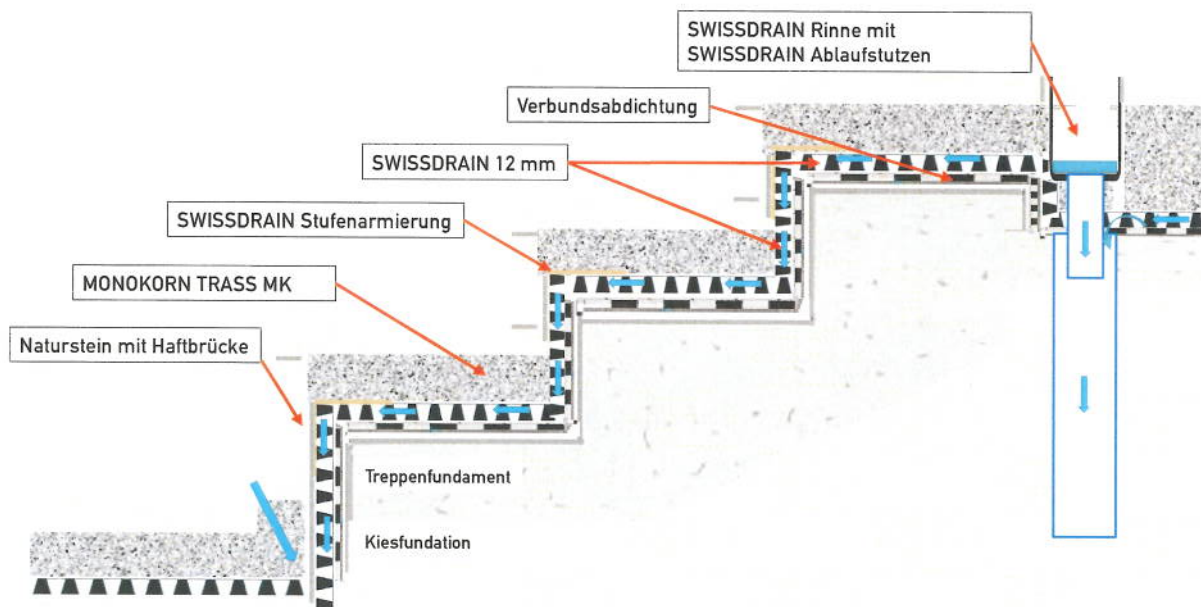 SWISSDRAIN Rinne mit
SWISSDRAIN Ablaufstutzen
Verbundsabdichtung
SWISSDRAIN 12 mm
SWISSDRAIN Stufenarmierung
MONOKORN TRASS MK
Naturstein mit Haftbrücke
Treppenfundament
Kiesfundation